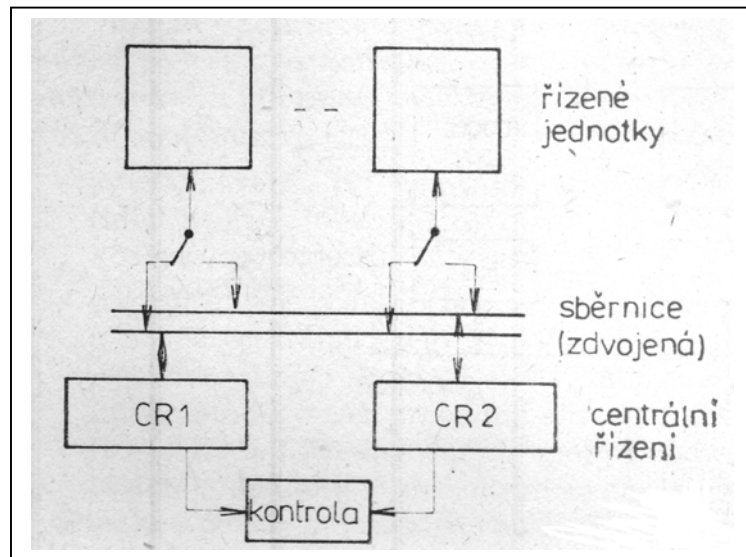 řízené
jednotky
sběrnice
(zdvojená)
CR1
CR2
centrální
řízení
kontrola